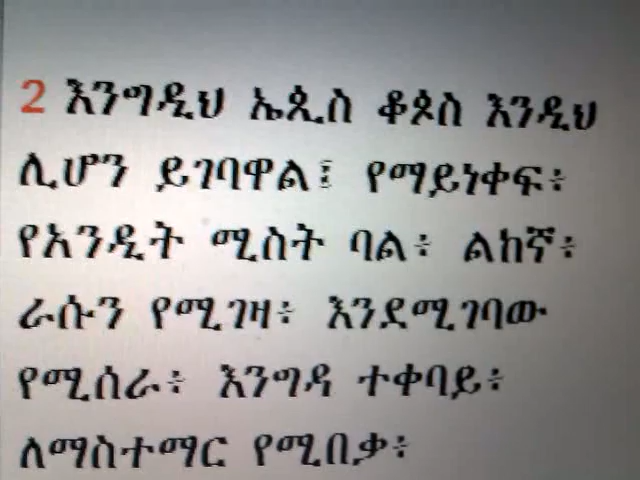 2 እንግዲህ ኤጲስ ቆጶስ እንዲህ
ሊሆን ይገባዋል፤ የማይነቀፍ፥
የአንዲት ሚስት ባል፥ ልከኛ፥
ራሱን የሚገዛ፥ እንደሚገባው
የሚሰራ፥ እንግዳ ተቀባይ፥
ለማስተማር የሚበቃ፥